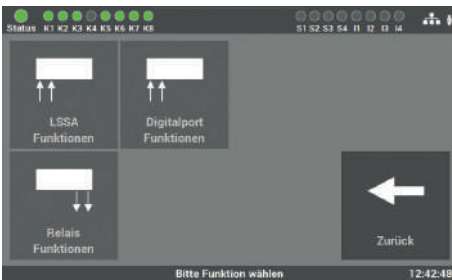 Status K1 K2 K3 K4 K5 K6 K7 K8 S1 S2 S3 S4 I1 I2 I3 I4
LSSA
Funktionen
Digitalport
Funktionen
Relais
Funktionen
Zurück
Bitte Funktion wählen 12:42:48